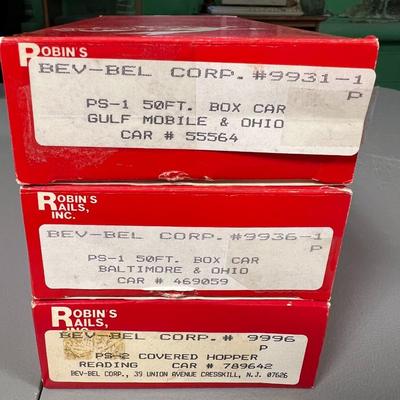 ROBIN'S
BEV-BEL CORP. #9931-1
P
PS-1 50FT. BOX CAR
GULF MOBILE & OHIO
CAR # 55564
ROBIN'S
RAILS,
INC.
BEV-BEL CORP. #9936-1
P
PS-1 50FT. BOX CAR
BALTIMORE & OHIO
CAR # 469059
ROBIN'S
RAILS,
INC.
BEV-BEL CORP.# 9996
P
PS-2 COVERED HOPPER
READING CAR # 789642
BEV-BEL CORP., 39 UNION AVENUE CRESSKILL, N.J. 07626